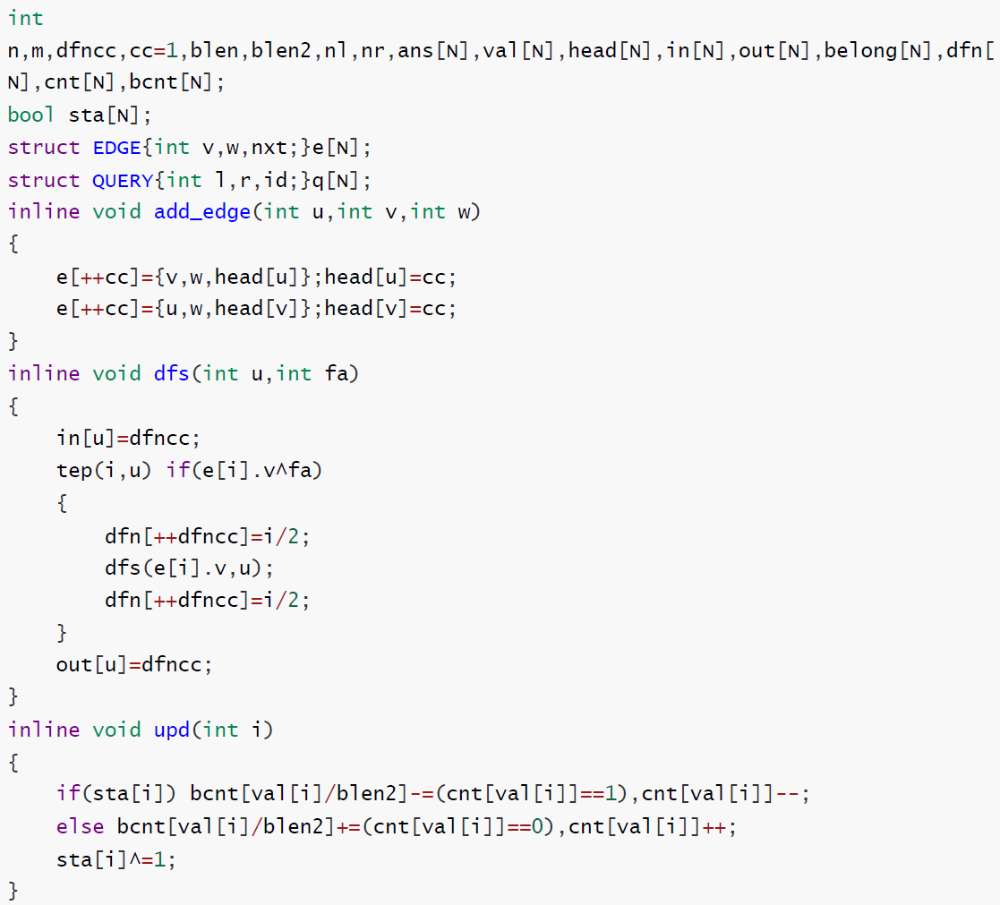 int
n,m,dfncc,cc=1,blen,blen2,nl,nr,ans[N],val[N],head[N],in[N],out[N],belong[N],dfn[
N],cnt[N],bcnt[N];
bool sta[N];
struct EDGE{int v,w,nxt;}e[N];
struct QUERY{int l,r,id;}q[N];
inline void add_edge(int u,int v,int w)
{
    e[++cc]={v,w,head[u]};head[u]=cc;
    e[++cc]={u,w,head[v]};head[v]=cc;
}
inline void dfs(int u,int fa)
{
    in[u]=dfncc;
    tep(i,u) if(e[i].v^fa)
    {
        dfn[++dfncc]=i/2;
        dfs(e[i].v,u);
        dfn[++dfncc]=i/2;
    }
    out[u]=dfncc;
}
inline void upd(int i)
{
    if(sta[i]) bcnt[val[i]/blen2]-=(cnt[val[i]]==1),cnt[val[i]]--;
    else bcnt[val[i]/blen2]+=(cnt[val[i]]==0),cnt[val[i]]++;
    sta[i]^=1;
}